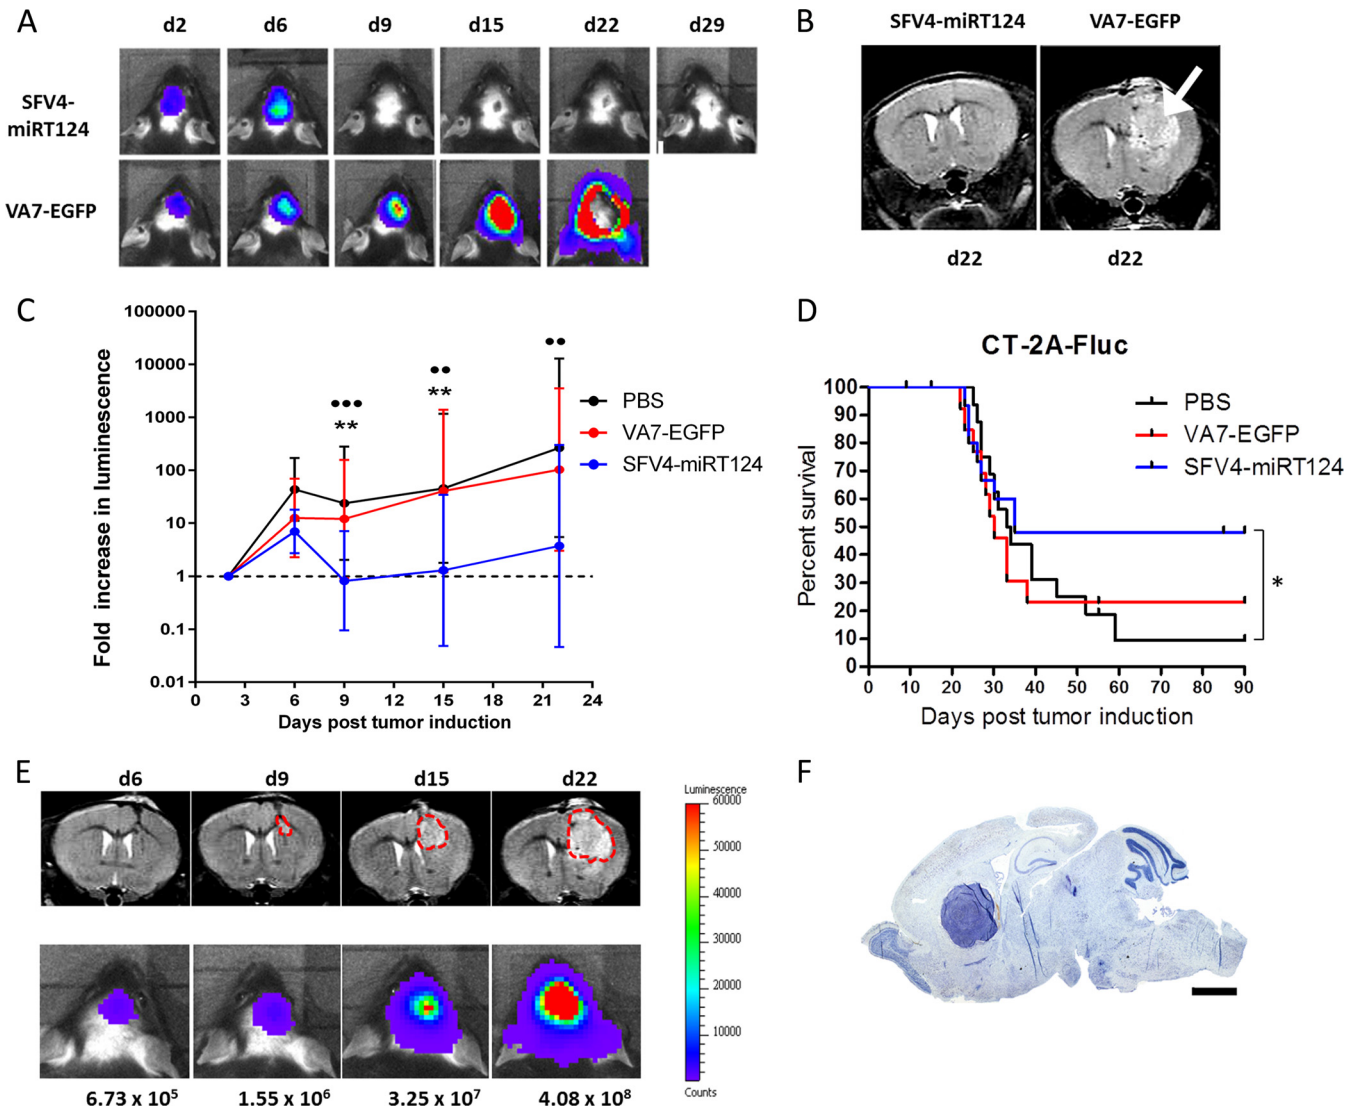 A
d2 d6 d9 d15 d22 d29
SFV4-
miRT124
VA7-EGFP
B
SFV4-miRT124 VA7-EGFP
d22 d22
C
Fold increase in luminescence
100000
10000
1000
100
10
1
0.1
0.01
•••
**
••
**
••
PBS
VA7-EGFP
SFV4-miRT124
0 3 6 9 12 15 18 21 24
Days post tumor induction
D
CT-2A-Fluc
Percent survival
100
90
80
70
60
50
40
30
20
10
0
PBS
VA7-EGFP
SFV4-miRT124
*
0 10 20 30 40 50 60 70 80 90
Days post tumor induction
E
d6 d9 d15 d22
Luminescence
60000
50000
40000
30000
20000
10000
Counts
6.73 x 10⁵ 1.55 x 10⁶ 3.25 x 10⁷ 4.08 x 10⁸
F